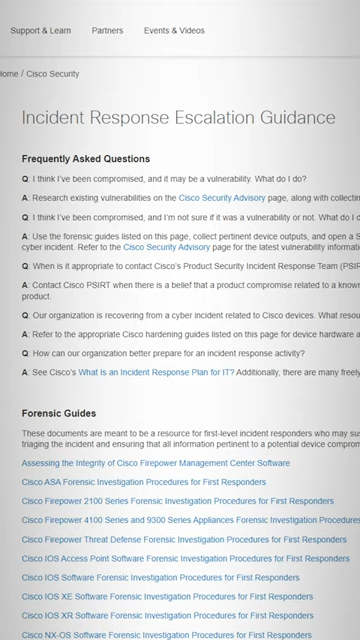 Support & Learn Partners Events & Videos
Home / Cisco Security
Incident Response Escalation Guidance
Frequently Asked Questions
Q: I think I've been compromised, and it may be a vulnerability. What do I do?
A: Research existing vulnerabilities on the Cisco Security Advisory page, along with
Q: I think I've been compromised, and I'm not sure if it was a vulnerability or not. What do I
A: Use the forensic guides on this page, collect pertinent device outputs, and open a
cyber incident. Refer to the Cisco Security Advisory page for the latest vulnerability
Q: When is it appropriate to contact Cisco's Product Security Incident Response Team
A: Contact Cisco PSIRT when there is a belief that a product compromise related to a
product.
Q: Our organization is recovering from a cyber incident related to Cisco devices. What
A: Refer to the appropriate Cisco hardening guides listed on this page for device hardware
Q: How can our organization better prepare for an incident response activity?
A: See Cisco's What Is an Incident Response Plan for IT? Additionally, there are many
Forensic Guides
These documents are meant to be a resource for first-level incident responders who may
triaging the incident and ensuring that all information pertinent to a potential device
Assessing the Integrity of Cisco Firepower Management Center Software
Cisco ASA Forensic Investigation Procedures for First Responders
Cisco Firepower 2100 Series Forensic Investigation Procedures for First Responders
Cisco Firepower 4100 Series and 9300 Series Appliances Forensic Investigation Procedures
Cisco Firepower Threat Defense Forensic Investigation Procedures for First Responders
Cisco IOS Access Point Software Forensic Investigation Procedures for First Responders
Cisco IOS Software Forensic Investigation Procedures for First Responders
Cisco IOS XE Software Forensic Investigation Procedures for First Responders
Cisco IOS XR Software Forensic Investigation Procedures for First Responders
Cisco NX-OS Software Forensic Investigation Procedures for First Responders